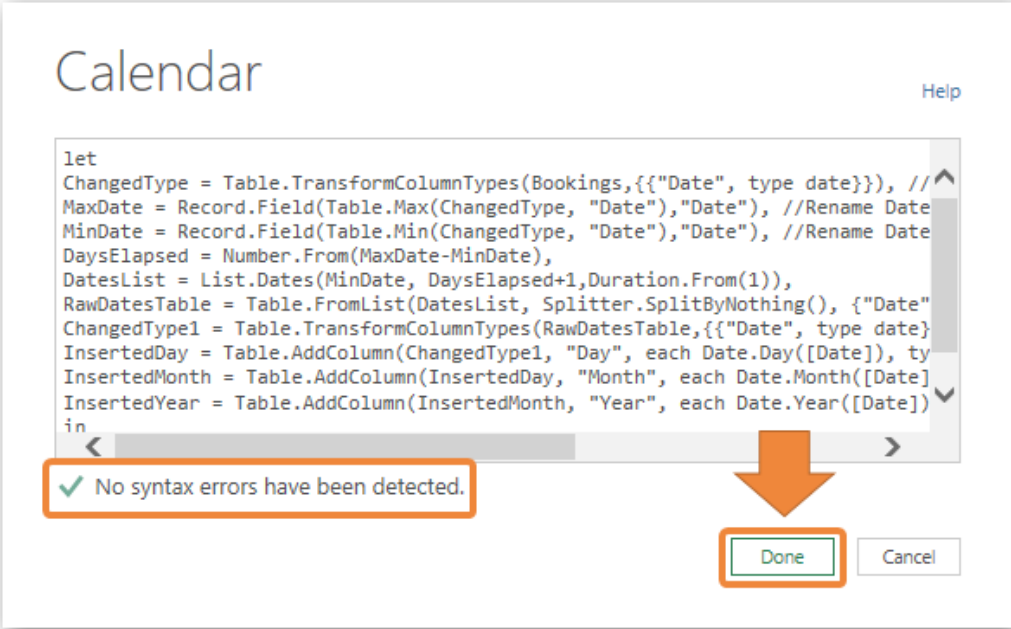 Calendar
Help
let
ChangedType = Table.TransformColumnTypes(Bookings,{{"Date", type date}}), //
MaxDate = Record.Field(Table.Max(ChangedType, "Date"),"Date"), //Rename Date
MinDate = Record.Field(Table.Min(ChangedType, "Date"),"Date"), //Rename Date
DaysElapsed = Number.From(MaxDate-MinDate),
DatesList = List.Dates(MinDate, DaysElapsed+1,Duration.From(1)),
RawDatesTable = Table.FromList(DatesList, Splitter.SplitByNothing(), {"Date"
ChangedType1 = Table.TransformColumnTypes(RawDatesTable,{{"Date", type date}
InsertedDay = Table.AddColumn(ChangedType1, "Day", each Date.Day([Date]), ty
InsertedMonth = Table.AddColumn(InsertedDay, "Month", each Date.Month([Date]
InsertedYear = Table.AddColumn(InsertedMonth, "Year", each Date.Year([Date])
in
No syntax errors have been detected.
Done
Cancel